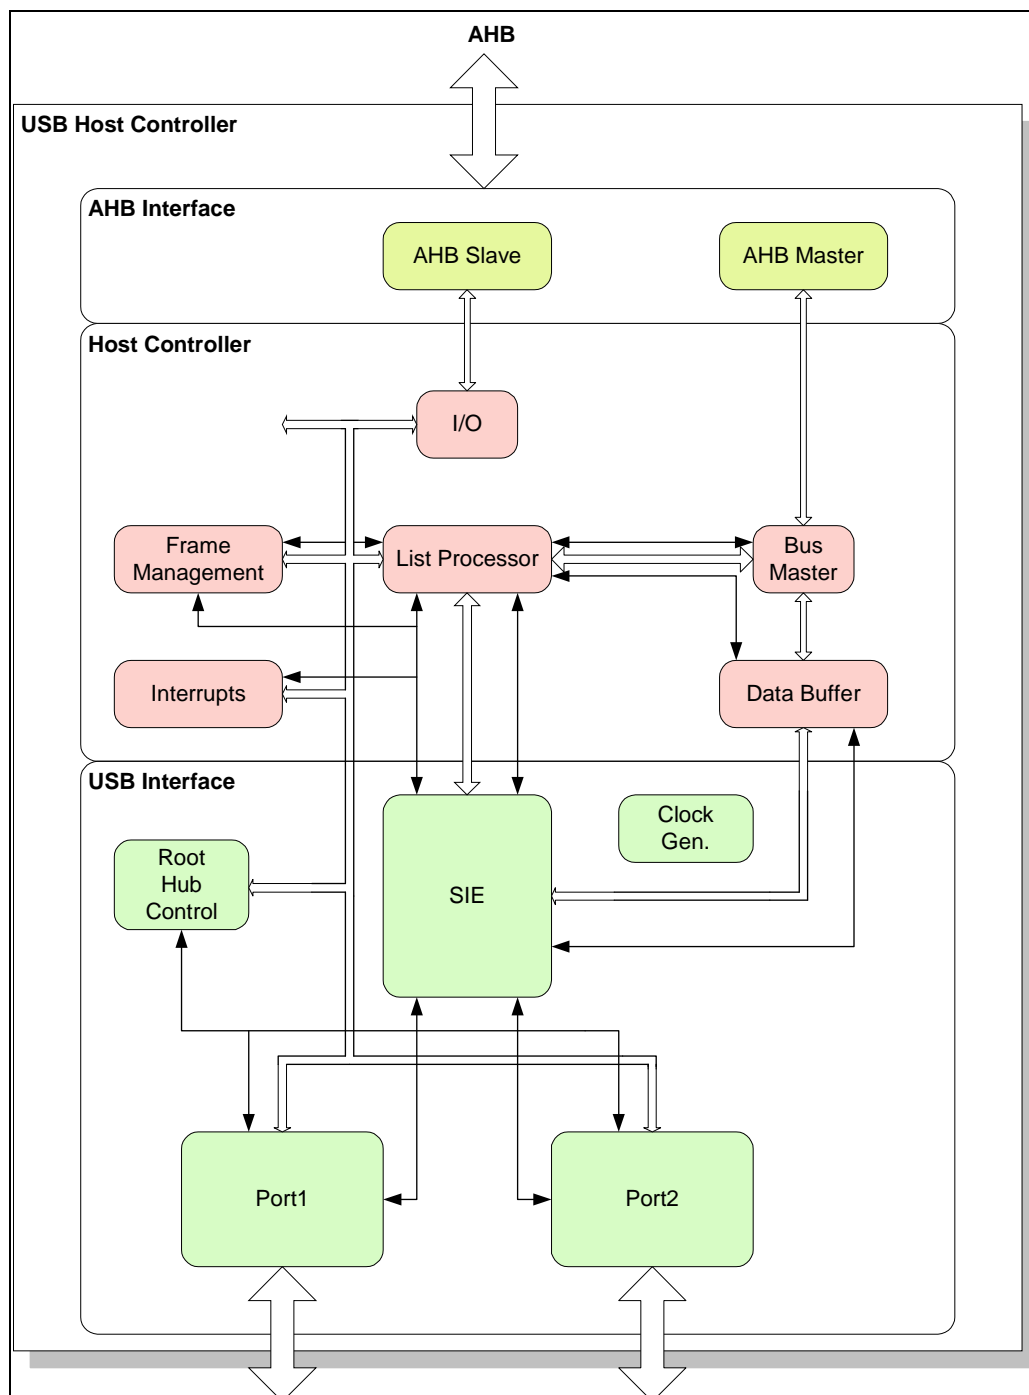 AHB
USB Host Controller
AHB Interface
AHB Slave
AHB Master
Host Controller
I/O
Frame
Management
List Processor
Bus
Master
Interrupts
Data Buffer
USB Interface
Clock
Gen.
Root
Hub
Control
SIE
Port1
Port2